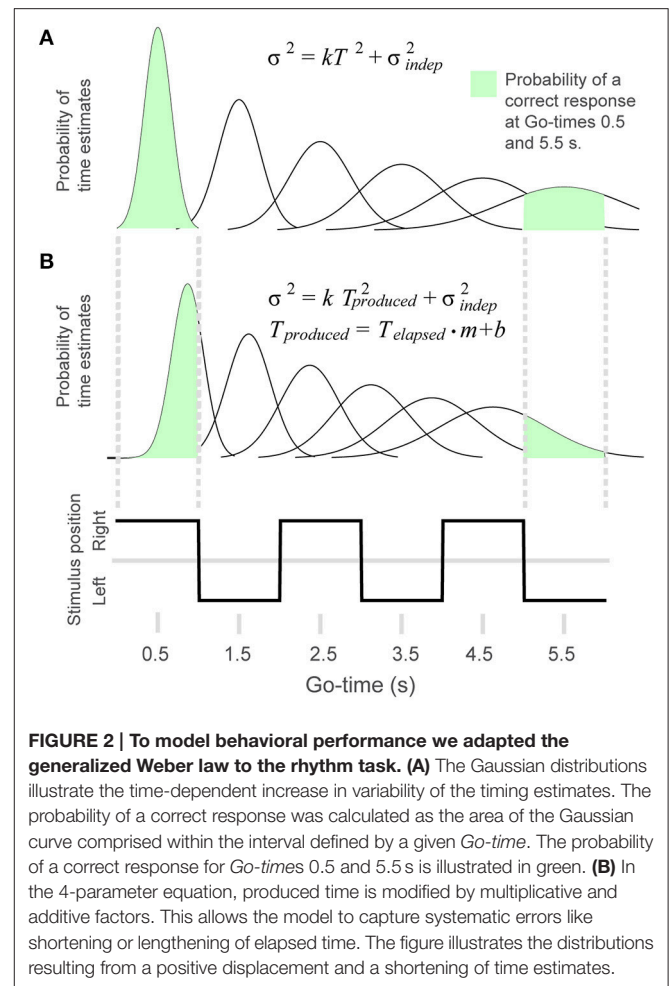 A
σ² = kT² + σ²indep
Probability of
time estimates
Probability of a
correct response
at Go-times 0.5
and 5.5 s.
B
σ² = k T²produced + σ²indep
Tproduced = Telapsed · m+b
Probability of
time estimates
Stimulus position
Left Right
0.5 1.5 2.5 3.5 4.5 5.5
Go-time (s)
FIGURE 2 | To model behavioral performance we adapted the
generalized Weber law to the rhythm task. (A) The Gaussian distributions
illustrate the time-dependent increase in variability of the timing estimates. The
probability of a correct response was calculated as the area of the Gaussian
curve comprised within the interval defined by a given Go-time. The probability
of a correct response for Go-times 0.5 and 5.5 s is illustrated in green. (B) In
the 4-parameter equation, produced time is modified by multiplicative and
additive factors. This allows the model to capture systematic errors like
shortening or lengthening of elapsed time. The figure illustrates the distributions
resulting from a positive displacement and a shortening of time estimates.